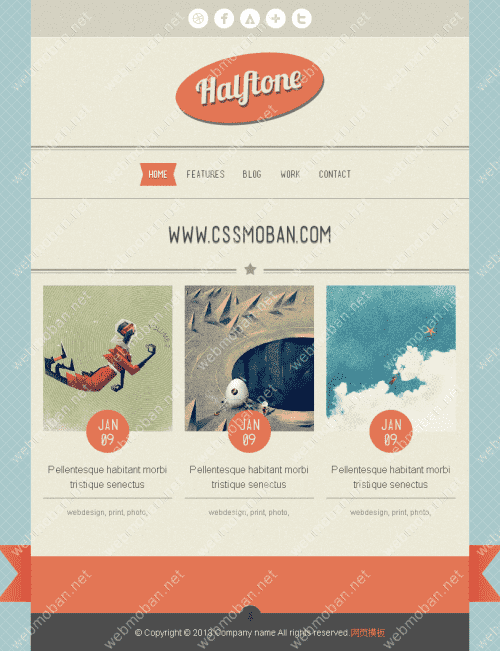 Halftone
HOME FEATURES BLOG WORK CONTACT
WWW.CSSMOBAN.COM
JAN 09
JAN 09
JAN 09
Pellentesque habitant morbi tristique senectus
Pellentesque habitant morbi tristique senectus
Pellentesque habitant morbi tristique senectus
webdesign, print, photo,
webdesign, print, photo,
webdesign, print, photo,
© Copyright © 2013.Company name All rights reserved.网页模板
webmoban.net